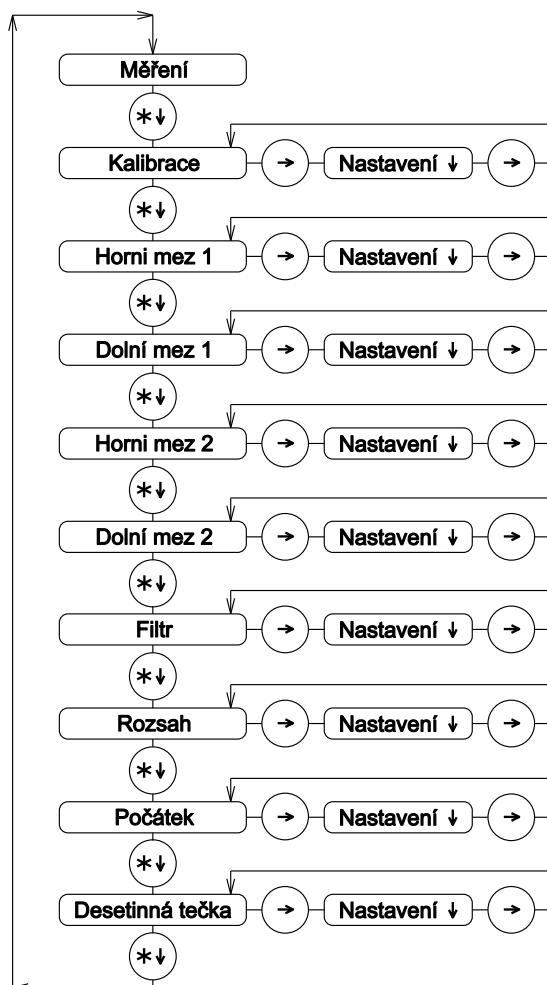 Měření
*↓
Kalibrace → Nastavení ↓ →
*↓
Horni mez 1 → Nastavení ↓ →
*↓
Dolní mez 1 → Nastavení ↓ →
*↓
Horni mez 2 → Nastavení ↓ →
*↓
Dolní mez 2 → Nastavení ↓ →
*↓
Filtr → Nastavení ↓ →
*↓
Rozsah → Nastavení ↓ →
*↓
Počátek → Nastavení ↓ →
*↓
Desetinná tečka → Nastavení ↓ →
*↓